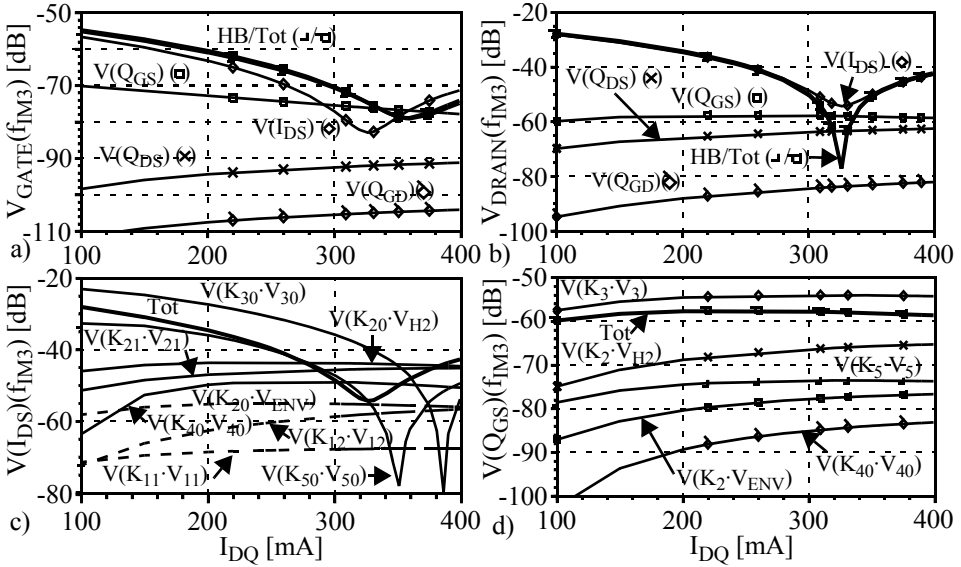 a)
V_GATE(f_IM3) [dB]
-50
-70
-90
-110
HB/Tot (
/
)
V(Q_GS) (
)
V(I_DS) (
)
V(Q_DS) (
)
V(Q_GD) (
)
100 200 300 400
b)
V_DRAIN(f_IM3) [dB]
-20
-40
-60
-80
-100
V(I_DS) (
)
V(Q_DS) (
)
V(Q_GS) (
)
HB/Tot (
/
)
V(Q_GD) (
)
100 200 300 400
c)
V(I_DS)(f_IM3) [dB]
-20
-40
-60
-80
Tot
V(K_30·V_30)
V(K_20·V_H2)
V(K_21·V_21)
V(K_20·V_ENV)
V(K_40·V_40)
V(K_12·V_12)
V(K_11·V_11)
V(K_50·V_50)
100 200 300 400
I_DQ [mA]
d)
V(Q_GS)(f_IM3) [dB]
-50
-60
-70
-80
-90
-100
V(K_3·V_3)
Tot
V(K_2·V_H2)
V(K_5·V_5)
V(K_40·V_40)
V(K_2·V_ENV)
100 200 300 400
I_DQ [mA]